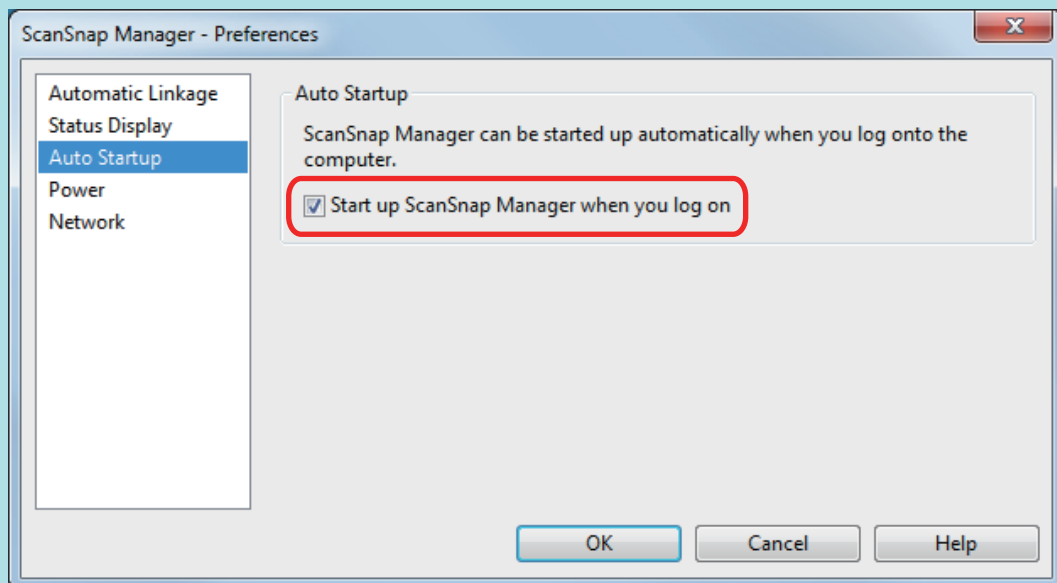 ScanSnap Manager - Preferences
Automatic Linkage
Status Display
Auto Startup
Power
Network
Auto Startup
ScanSnap Manager can be started up automatically when you log onto the
computer.
Start up ScanSnap Manager when you log on
OK
Cancel
Help